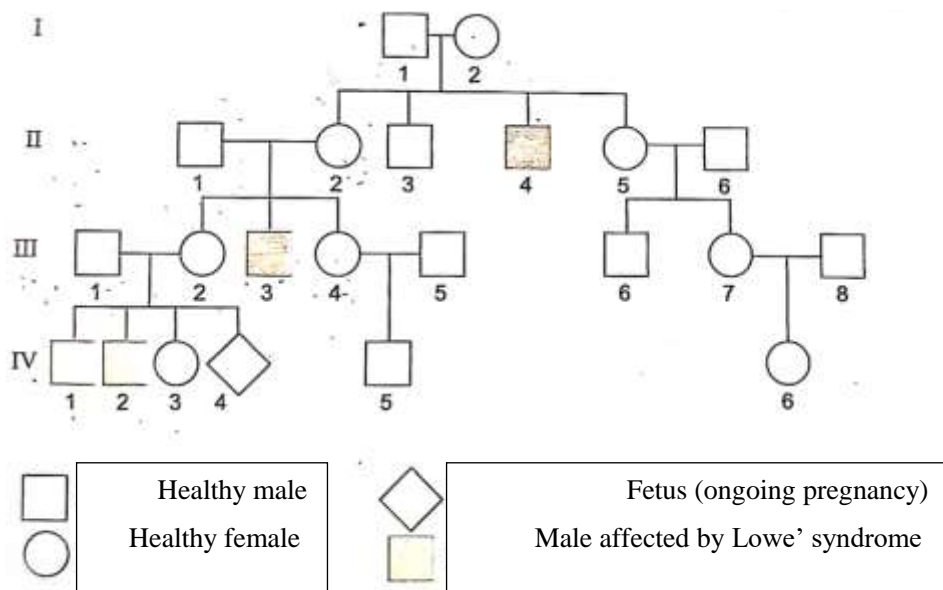 I
1 2
II
1 2 3 4 5 6
III
1 2 3 4 5 6 7 8
IV
1 2 3 4 5 6
Healthy male
Healthy female
Fetus (ongoing pregnancy)
Male affected by Lowe’ syndrome